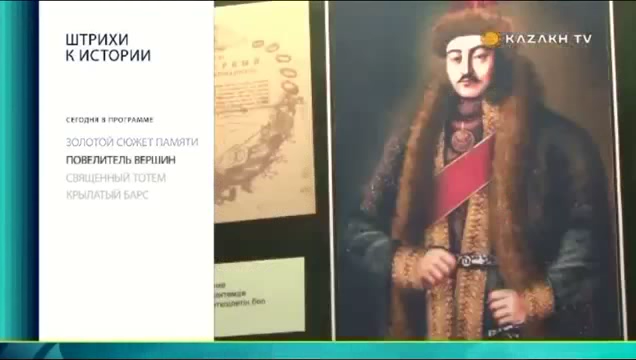 ШТРИХИ
К ИСТОРИИ
СЕГОДНЯ В ПРОГРАММЕ
ЗОЛОТОЙ СЮЖЕТ ПАМЯТИ
ПОВЕЛИТЕЛЬ ВЕРШИН
СВЯЩЕННЫЙ ТОТЕМ
КРЫЛАТЫЙ БАРС
KAZAKH TV